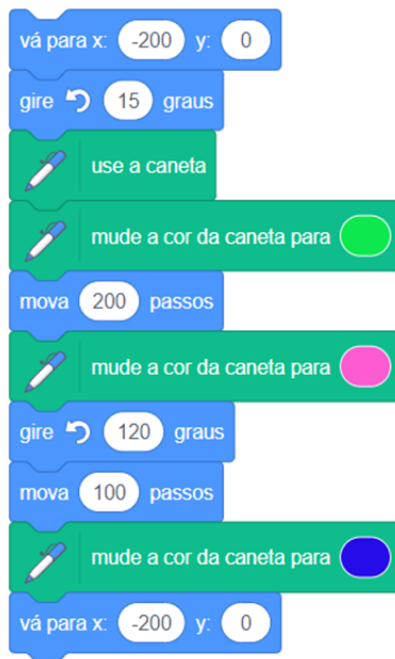 vá para x: -200 y: 0
gire 15 graus
use a caneta
mude a cor da caneta para
mova 200 passos
mude a cor da caneta para
gire 120 graus
mova 100 passos
mude a cor da caneta para
vá para x: -200 y: 0